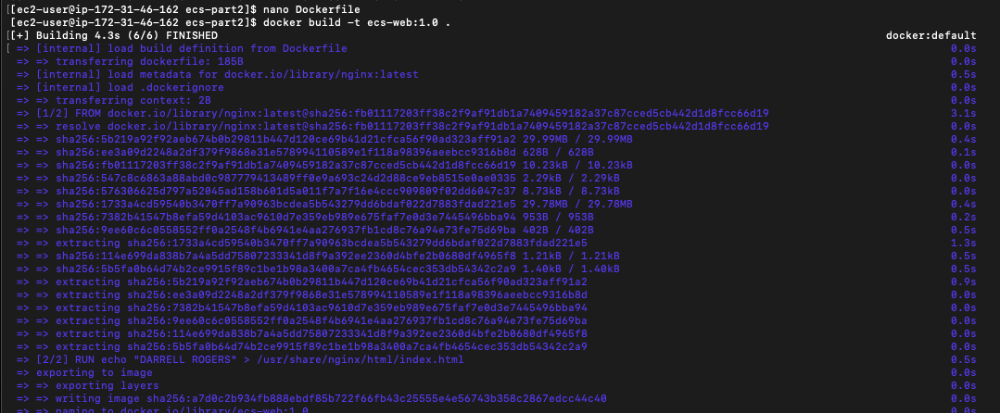 [[ec2-user@ip-172-31-46-162 ecs-part2]$ nano Dockerfile
[ec2-user@ip-172-31-46-162 ecs-part2]$ docker build -t ecs-web:1.0 .
[[+] Building 4.3s (6/6) FINISHED docker:default
[ => [internal] load build definition from Dockerfile 0.0s
=> => transferring dockerfile: 185B 0.0s
=> [internal] load metadata for docker.io/library/nginx:latest 0.5s
=> [internal] load .dockerignore 0.0s
=> => transferring context: 2B 0.0s
=> [1/2] FROM docker.io/library/nginx:latest@sha256:fb01117203ff38c2f9af91db1a7409459182a37c87cced5cb442d1d8fcc66d19 3.1s
=> => resolve docker.io/library/nginx:latest@sha256:fb01117203ff38c2f9af91db1a7409459182a37c87cced5cb442d1d8fcc66d19 0.0s
=> => sha256:5b219a92f92aeb674b0b29811b447d120ce69b41d21cfca56f90ad323aff91a2 29.99MB / 29.99MB 0.4s
=> => sha256:ee3a09d2248a2df379f9868e31e578994110589e1f118a98396aeebcc9316b8d 628B / 628B 0.1s
=> => sha256:fb01117203ff38c2f9af91db1a7409459182a37c87cced5cb442d1d8fcc66d19 10.23kB / 10.23kB 0.0s
=> => sha256:547c8c6863a88abd0c987779413489ff0e9a693c24d2d88ce9eb8515e0ae0335 2.29kB / 2.29kB 0.0s
=> => sha256:576306625d797a52045ad158b601d5a011f7a7f16e4ccc909809f02dd6047c37 8.73kB / 8.73kB 0.0s
=> => sha256:1733a4cd59540b3470ff7a90963bcdea5b543279dd6bdaf022d7883fdad221e5 29.78MB / 29.78MB 0.4s
=> => sha256:7382b41547b8efa59d4103ac9610d7e359eb989e675faf7e0d3e7445496bba94 953B / 953B 0.2s
=> => sha256:9ee60c6c0558552ff0a2548f4b6941e4aa276937fb1cd8c76a94e73fe75d69ba 402B / 402B 0.5s
=> => extracting sha256:1733a4cd59540b3470ff7a90963bcdea5b543279dd6bdaf022d7883fdad221e5 1.3s
=> => sha256:114e699da838b7a4a5dd75807233341d8f9a392ee2360d4bfe2b0680df4965f8 1.21kB / 1.21kB 0.5s
=> => sha256:5b5fa0b64d74b2ce9915f89c1be1b98a3400a7ca4fb4654cec353db54342c2a9 1.40kB / 1.40kB 0.5s
=> => extracting sha256:5b219a92f92aeb674b0b29811b447d120ce69b41d21cfca56f90ad323aff91a2 0.9s
=> => extracting sha256:ee3a09d2248a2df379f9868e31e578994110589e1f118a98396aeebcc9316b8d 0.0s
=> => extracting sha256:7382b41547b8efa59d4103ac9610d7e359eb989e675faf7e0d3e7445496bba94 0.0s
=> => extracting sha256:9ee60c6c0558552ff0a2548f4b6941e4aa276937fb1cd8c76a94e73fe75d69ba 0.0s
=> => extracting sha256:114e699da838b7a4a5dd75807233341d8f9a392ee2360d4bfe2b0680df4965f8 0.0s
=> => extracting sha256:5b5fa0b64d74b2ce9915f89c1be1b98a3400a7ca4fb4654cec353db54342c2a9 0.0s
=> [2/2] RUN echo "DARRELL ROGERS" > /usr/share/nginx/html/index.html 0.5s
=> exporting to image 0.0s
=> => exporting layers 0.0s
=> => writing image sha256:a7d0c2b934fb888ebdf85b722f66fb43c25555e4e56743b358c2867edcc44c40 0.0s
=> => naming to docker.io/library/ecs-web:1.0 0.0s